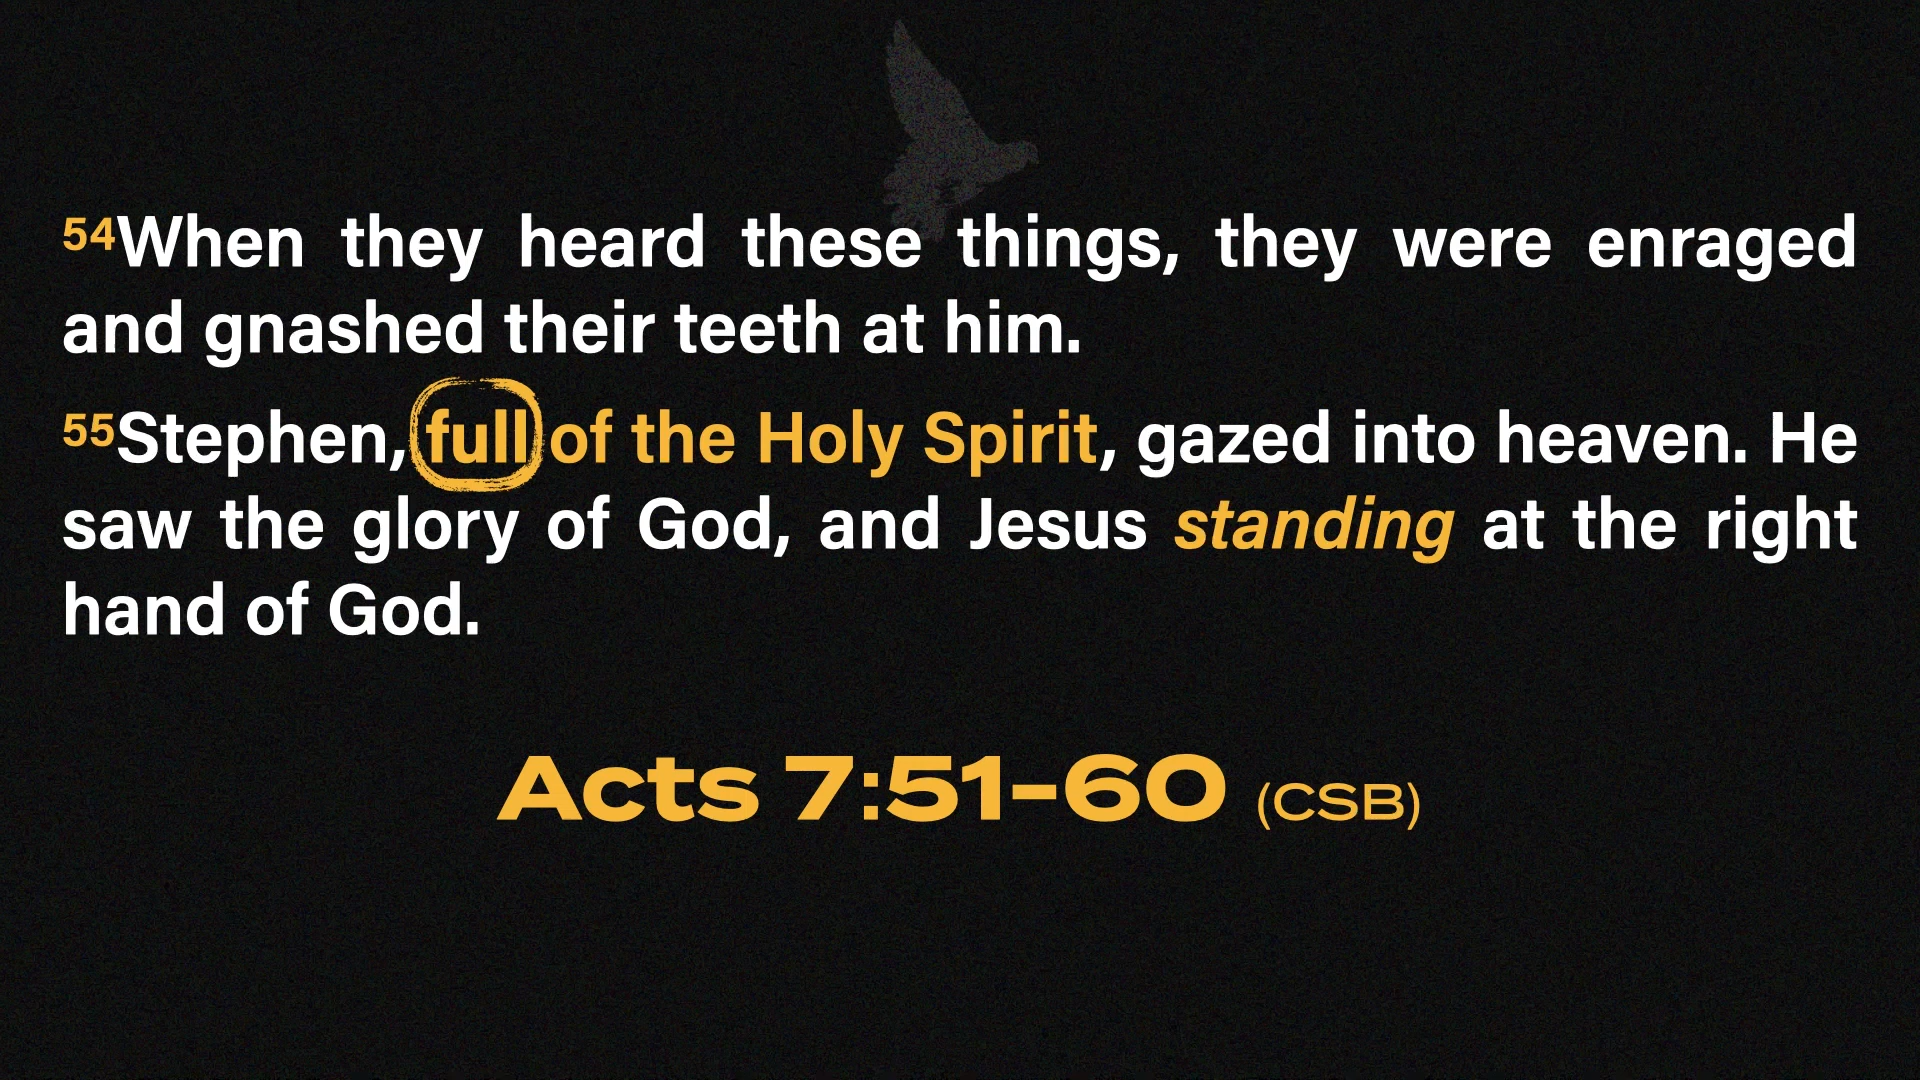 54When they heard these things, they were enraged
and gnashed their teeth at him.
55Stephen, full of the Holy Spirit, gazed into heaven. He
saw the glory of God, and Jesus standing at the right
hand of God.
Acts 7:51–60 (CSB)